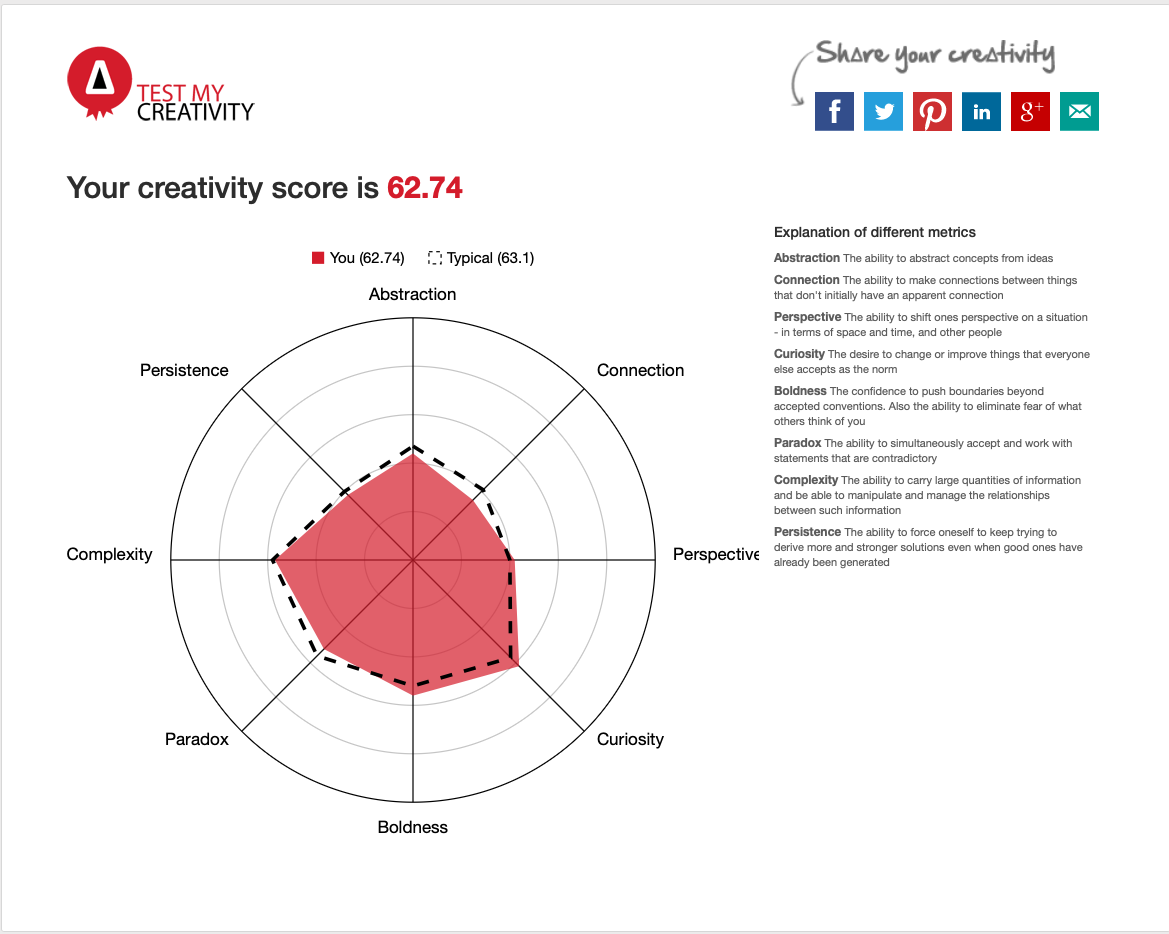 Share your creativity
TEST MY
CREATIVITY
f
in
g+
Your creativity score is 62.74
You (62.74) Typical (63.1)
Abstraction
Persistence
Connection
Complexity
Perspective
Paradox
Curiosity
Boldness
Explanation of different metrics
Abstraction The ability to abstract concepts from ideas
Connection The ability to make connections between things
that don't initially have an apparent connection
Perspective The ability to shift ones perspective on a situation
- in terms of space and time, and other people
Curiosity The desire to change or improve things that everyone
else accepts as the norm
Boldness The confidence to push boundaries beyond
accepted conventions. Also the ability to eliminate fear of what
others think of you
Paradox The ability to simultaneously accept and work with
statements that are contradictory
Complexity The ability to carry large quantities of information
and be able to manipulate and manage the relationships
between such information
Persistence The ability to force oneself to keep trying to
derive more and stronger solutions even when good ones have
already been generated